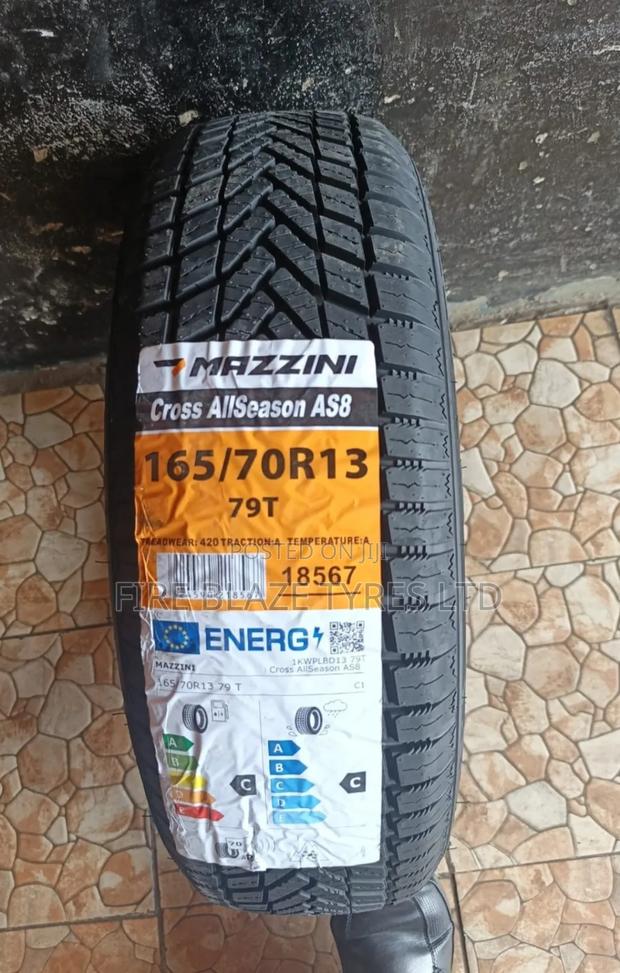 MAZZINI
Cross AllSeason AS8
165/70R13
79T
TREADWEAR: 420 TRACTION:A TEMPERATURE:A
POSTED ON JIJI
18567
FIRE BLAZE TYRES LTD
ENERG
MAZZINI
1KWPLBD13 79T
Cross AllSeason AS8
165/70R13 79 T
C1
A
A
B
B
C
C
C
C
D
D
E
70